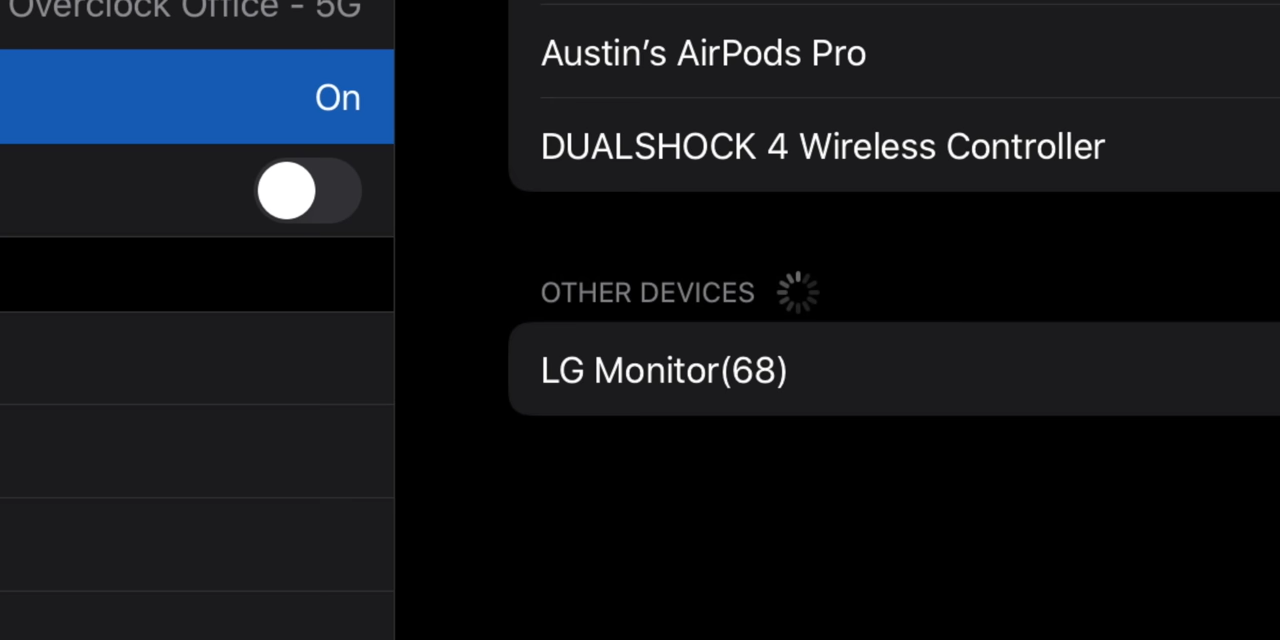 Overclock Office - 5G
On
Austin’s AirPods Pro
DUALSHOCK 4 Wireless Controller
OTHER DEVICES
LG Monitor(68)